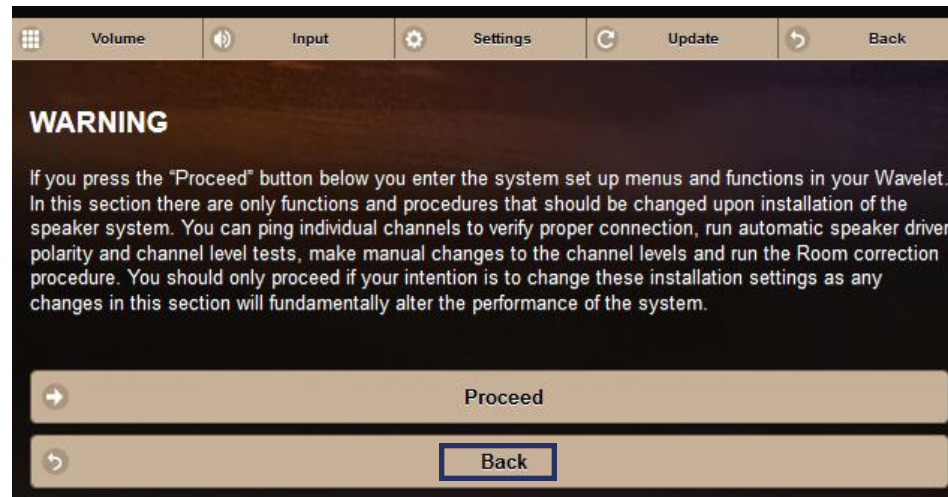 Volume Input Settings Update Back
WARNING
If you press the “Proceed” button below you enter the system set up menus and functions in your Wavelet.
In this section there are only functions and procedures that should be changed upon installation of the
speaker system. You can ping individual channels to verify proper connection, run automatic speaker driver
polarity and channel level tests, make manual changes to the channel levels and run the Room correction
procedure. You should only proceed if your intention is to change these installation settings as any
changes in this section will fundamentally alter the performance of the system.
Proceed
Back